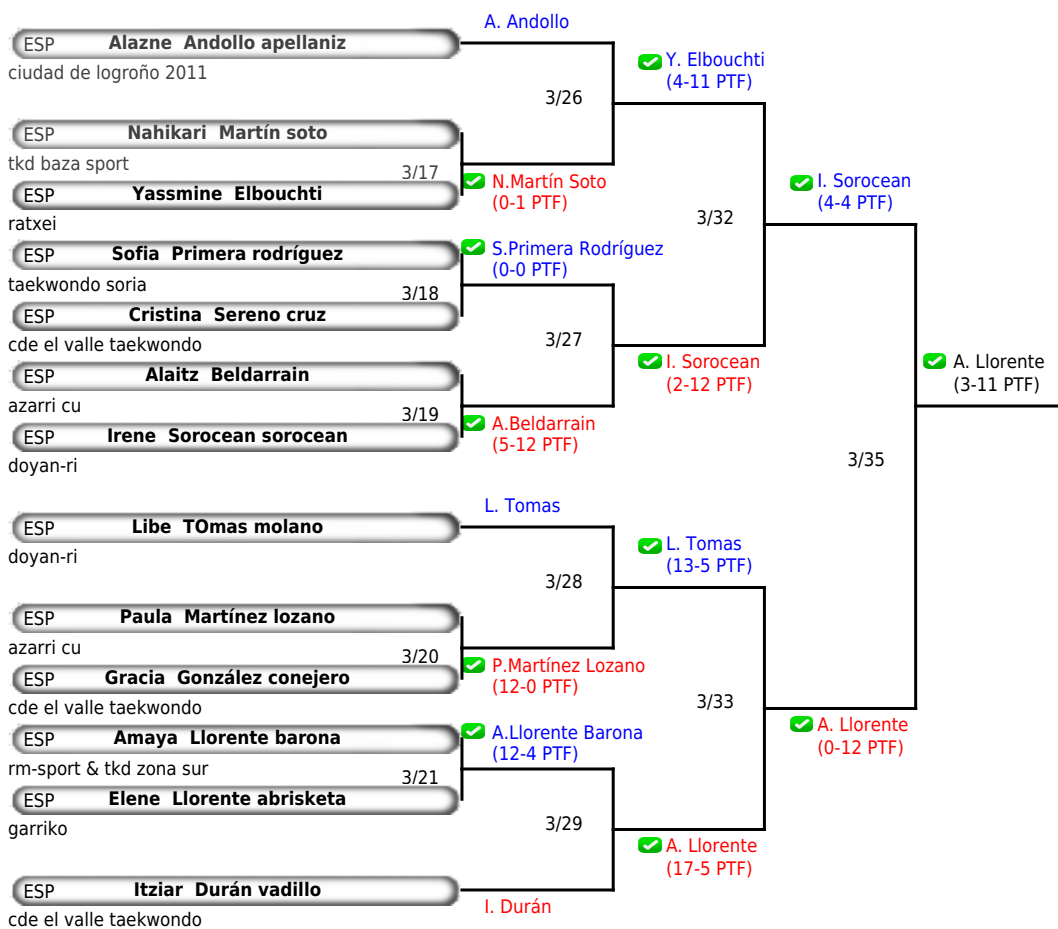 A. Andollo
ESP Alazne Andollo apellaniz
ciudad de logroño 2011
Y. Elbouchti
(4-11 PTF)
3/26
ESP Nahikari Martín soto
tkd baza sport
3/17
N.Martín Soto
(0-1 PTF)
ESP Yassmine Elbouchti
ratxei
I. Sorocean
(4-4 PTF)
3/32
ESP Sofia Primera rodríguez
taekwondo soria
S.Primera Rodríguez
(0-0 PTF)
3/18
ESP Cristina Sereno cruz
cde el valle taekwondo
3/27
I. Sorocean
(2-12 PTF)
ESP Alaitz Beldarrain
azarri cu
3/19
A.Beldarrain
(5-12 PTF)
ESP Irene Sorocean sorocean
doyan-ri
A. Llorente
(3-11 PTF)
3/35
L. Tomas
ESP Libe TOmas molano
doyan-ri
L. Tomas
(13-5 PTF)
3/28
ESP Paula Martínez lozano
azarri cu
3/20
P.Martínez Lozano
(12-0 PTF)
ESP Gracia González conejero
cde el valle taekwondo
3/33
A. Llorente
(0-12 PTF)
ESP Amaya Llorente barona
rm-sport & tkd zona sur
A.Llorente Barona
(12-4 PTF)
3/21
ESP Elene Llorente abrisketa
garriko
3/29
A. Llorente
(17-5 PTF)
ESP Itziar Durán vadillo
cde el valle taekwondo
I. Durán